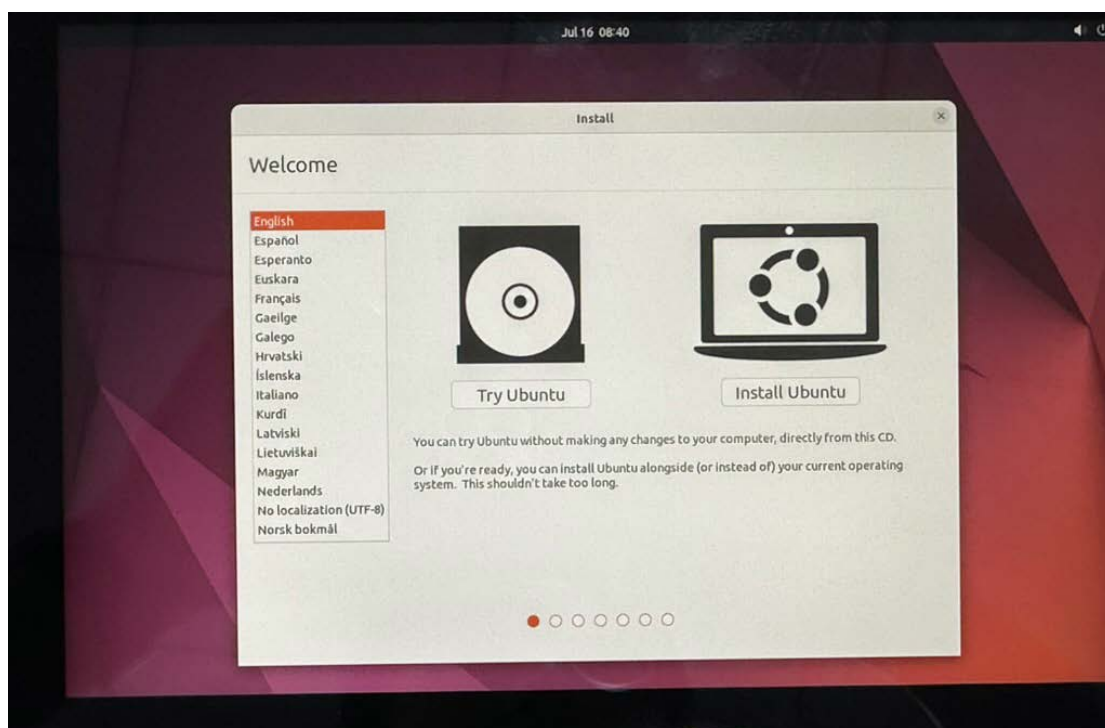 Jul 16 08:40
Install
Welcome
English
Español
Esperanto
Euskara
Français
Gaeilge
Galego
Hrvatski
Íslenska
Italiano
Kurdî
Latviski
Lietuviškai
Magyar
Nederlands
No localization (UTF-8)
Norsk bokmål
Try Ubuntu
Install Ubuntu
You can try Ubuntu without making any changes to your computer, directly from this CD.
Or if you're ready, you can install Ubuntu alongside (or instead of) your current operating
system. This shouldn't take too long.